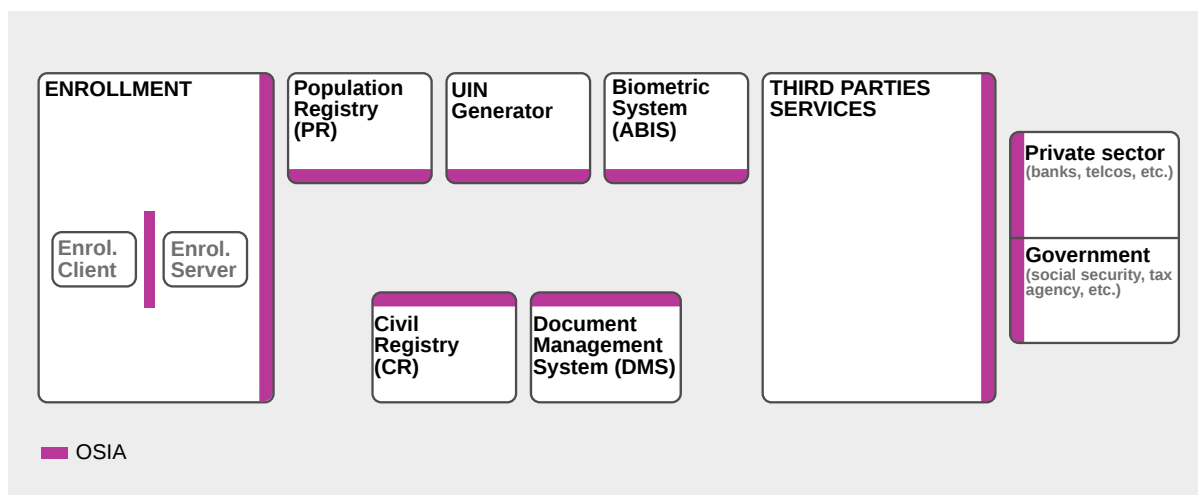 ENROLLMENT
Enrol.
Client
Enrol.
Server
Population
Registry
(PR)
UIN
Generator
Biometric
System
(ABIS)
Civil
Registry
(CR)
Document
Management
System (DMS)
THIRD PARTIES
SERVICES
Private sector
(banks, telcos, etc.)
Government
(social security, tax
agency, etc.)
OSIA